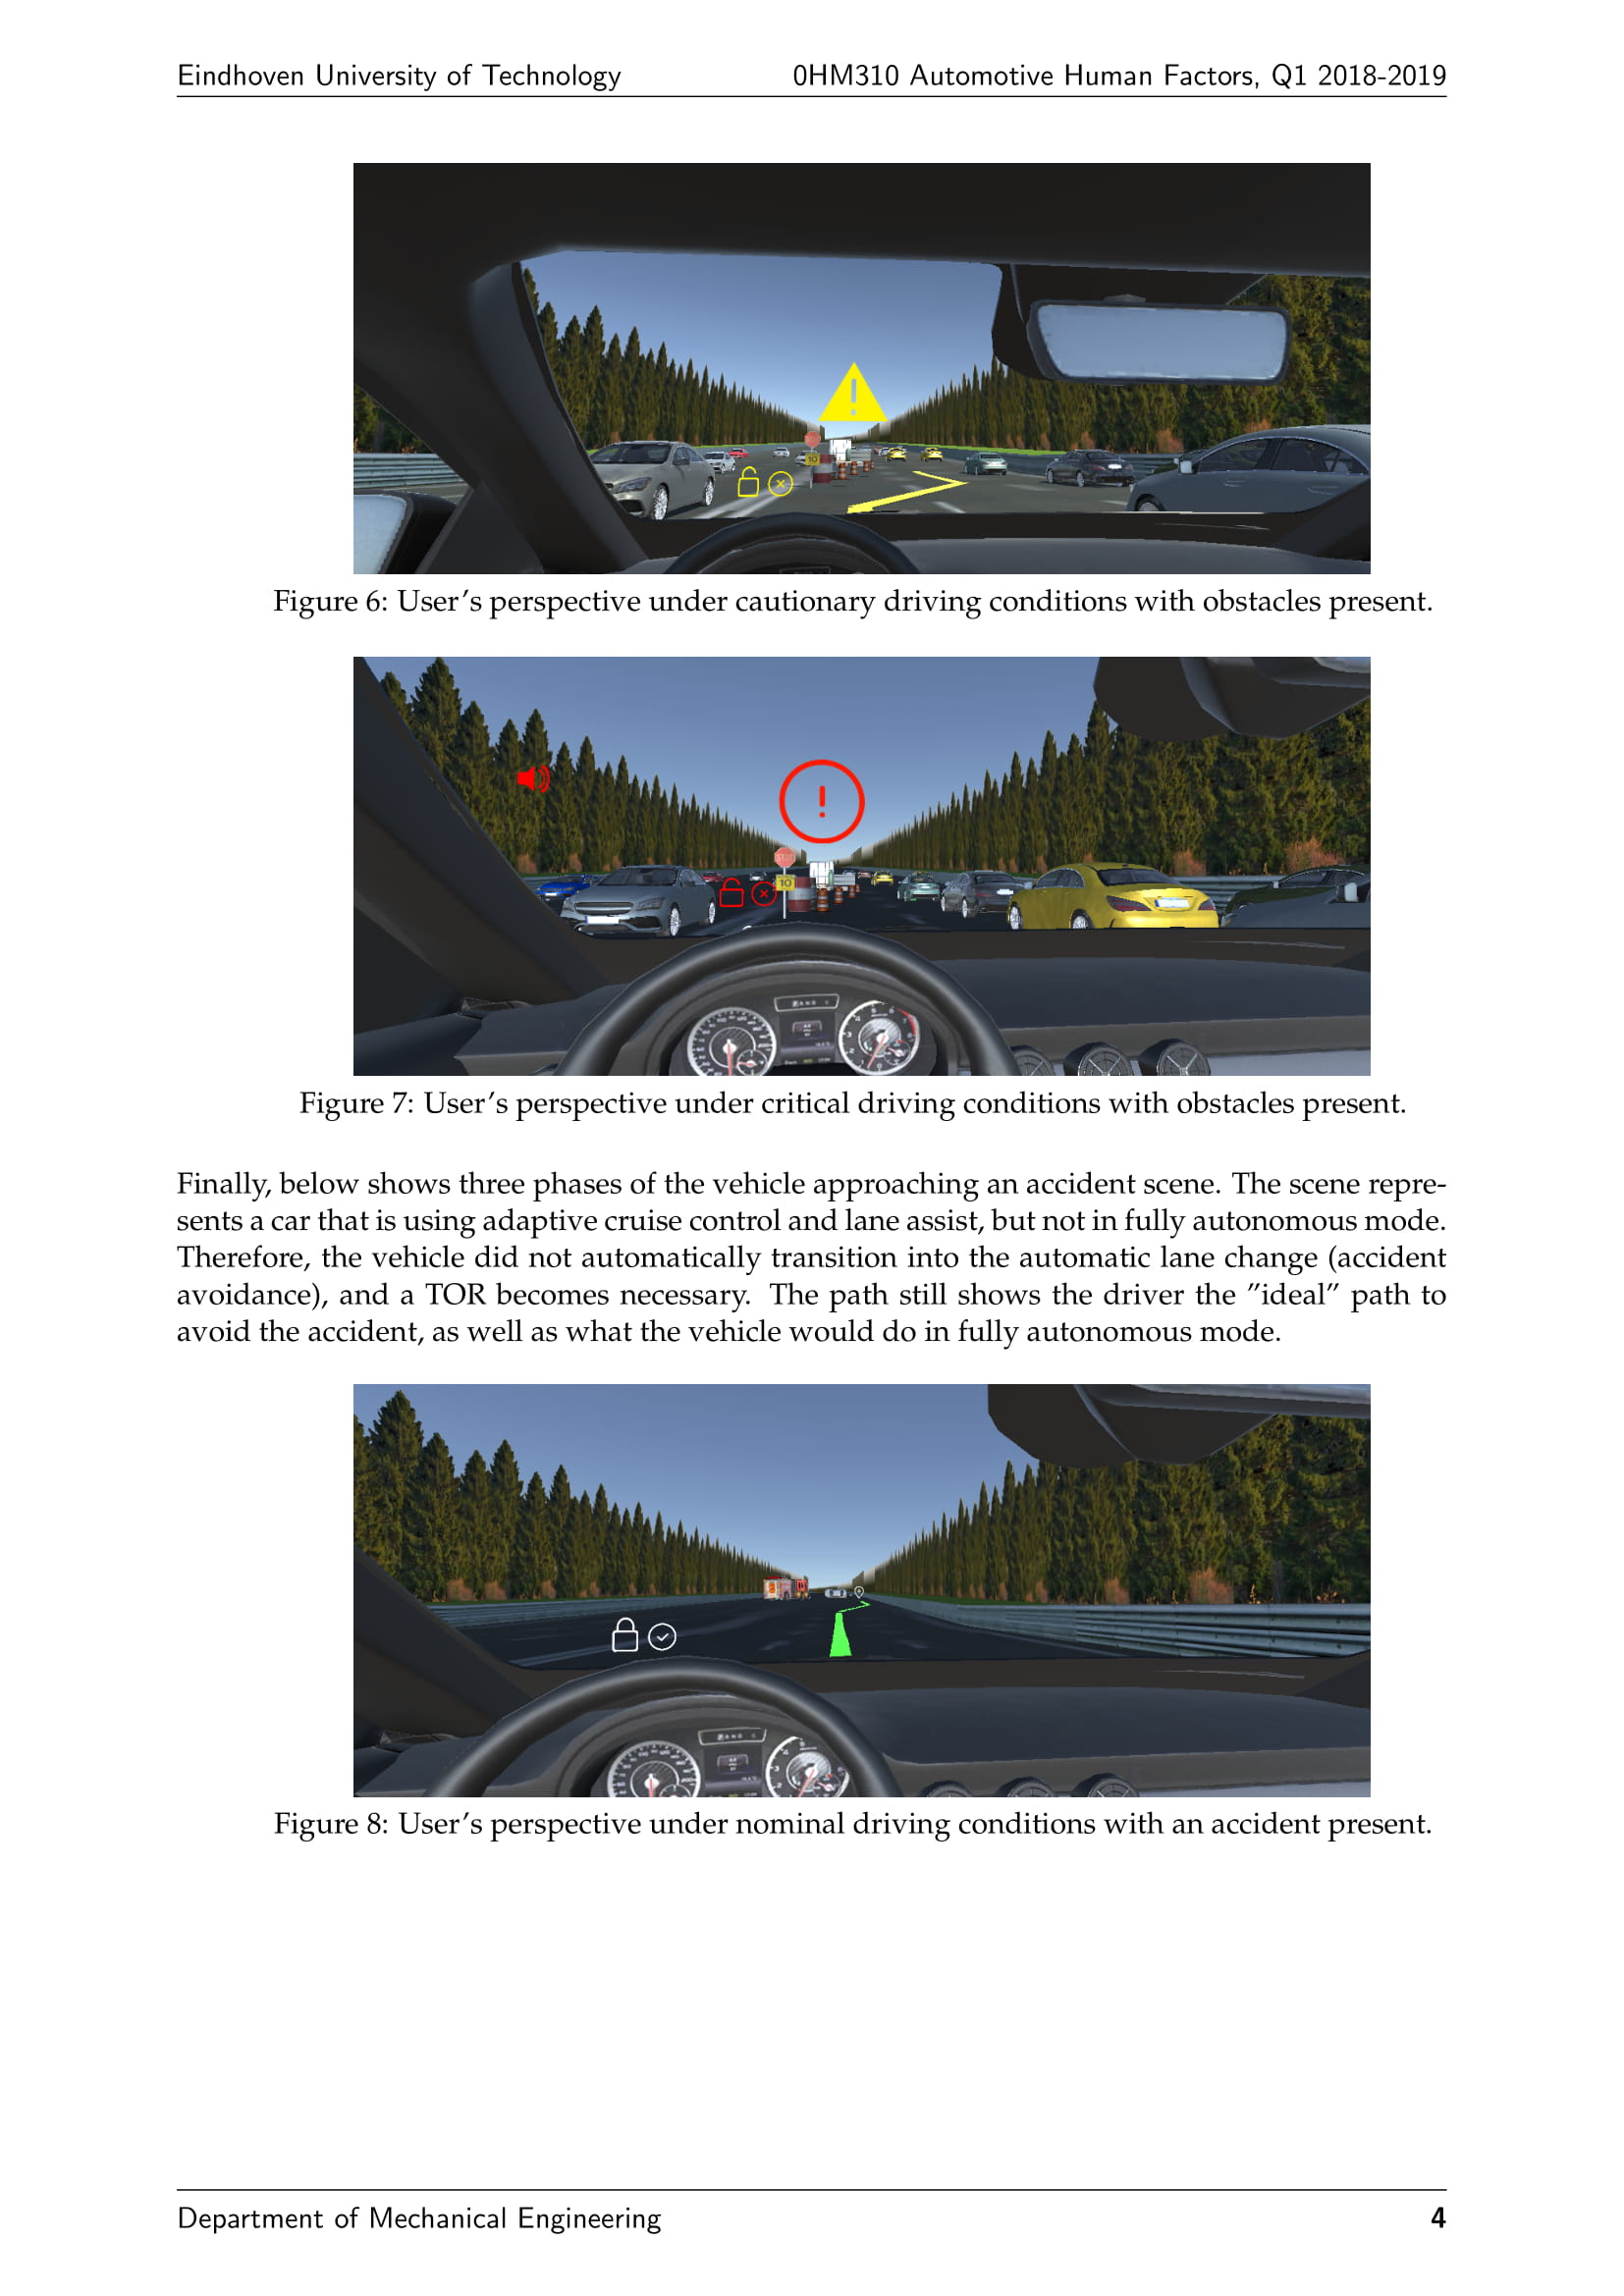 Eindhoven University of Technology
0HM310 Automotive Human Factors, Q1 2018-2019
10
Figure 6: User's perspective under cautionary driving conditions with obstacles present.
STOP
10
Figure 7: User's perspective under critical driving conditions with obstacles present.
Finally, below shows three phases of the vehicle approaching an accident scene. The scene repre-
sents a car that is using adaptive cruise control and lane assist, but not in fully autonomous mode.
Therefore, the vehicle did not automatically transition into the automatic lane change (accident
avoidance), and a TOR becomes necessary. The path still shows the driver the ”ideal” path to
avoid the accident, as well as what the vehicle would do in fully autonomous mode.
Figure 8: User's perspective under nominal driving conditions with an accident present.
Department of Mechanical Engineering
4